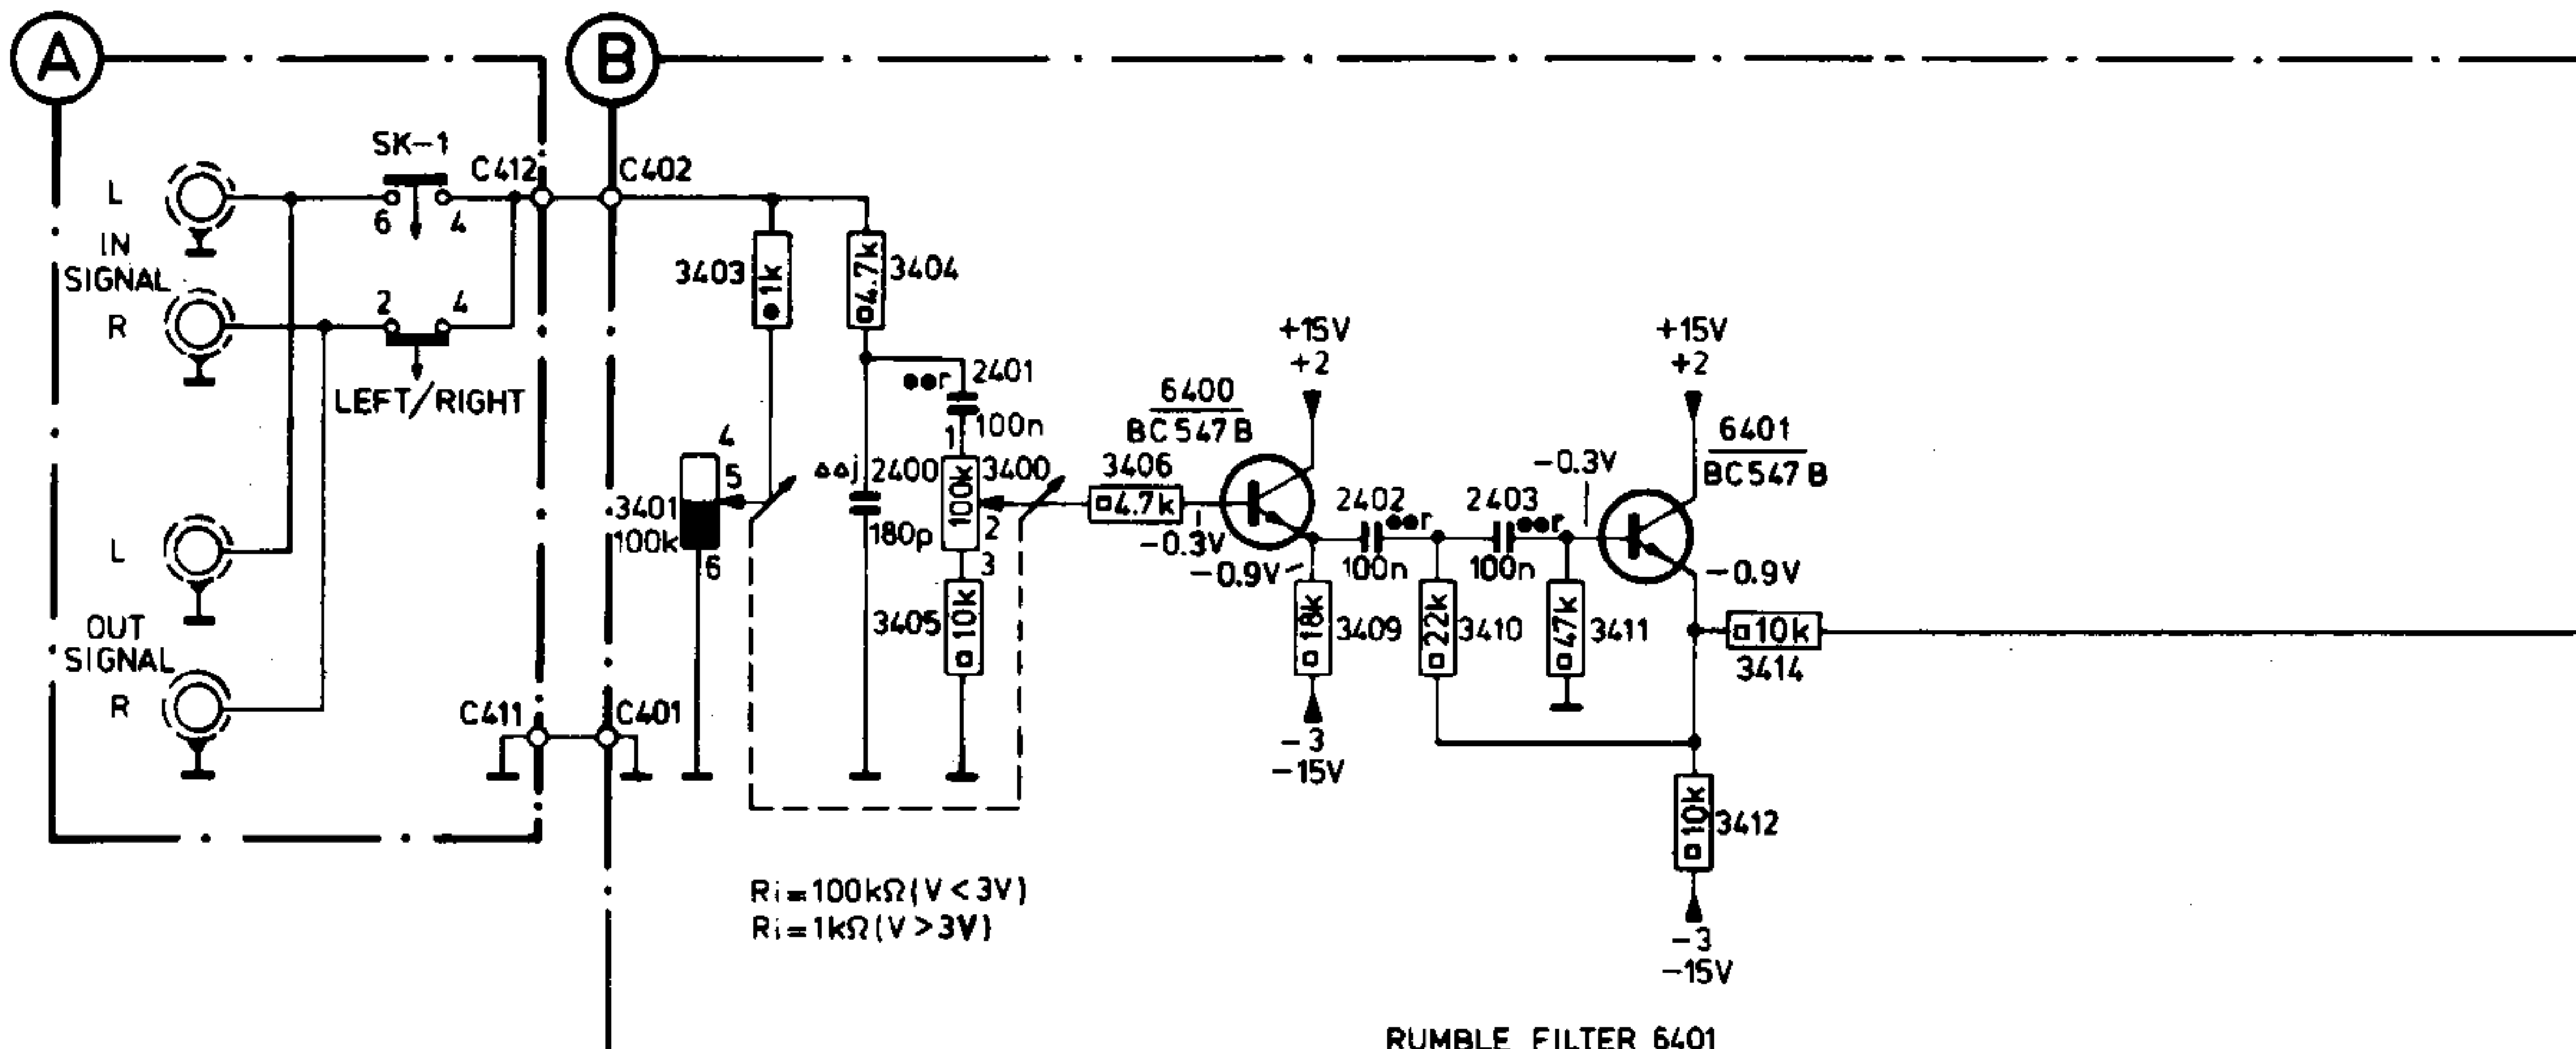 A
B
SK-1
C412
C402
L
6
4
IN
SIGNAL
R
2
4
LEFT/RIGHT
3403
1k
4.7k
3404
2401
100n
1
4
5
3401
100k
6
2400
180p
3400
100k
2
3
3405
10k
L
OUT
SIGNAL
R
C411
C401
3406
4.7k
6400
BC547B
+15V
+2
-0.3V
-0.9V
18k
3409
-3
-15V
2402
100n
2403
100n
22k
3410
47k
3411
-0.3V
+15V
+2
6401
BC547B
-0.9V
10k
3414
10k
3412
-3
-15V
Ri=100kΩ(V<3V)
Ri=1kΩ(V>3V)
RUMBLE FILTER 6401